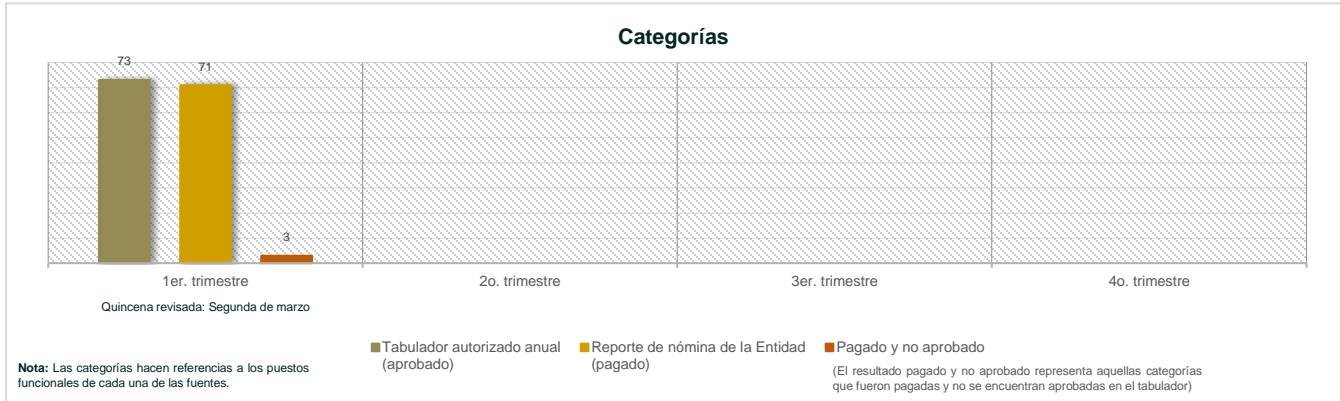 Categorías
73
71
3
1er. trimestre
2o. trimestre
3er. trimestre
4o. trimestre
Quincena revisada: Segunda de marzo
Tabulador autorizado anual
(aprobado)
Reporte de nómina de la Entidad
(pagado)
Pagado y no aprobado
(El resultado pagado y no aprobado representa aquellas categorías
que fueron pagadas y no se encuentran aprobadas en el tabulador)
Nota: Las categorías hacen referencias a los puestos
funcionales de cada una de las fuentes.